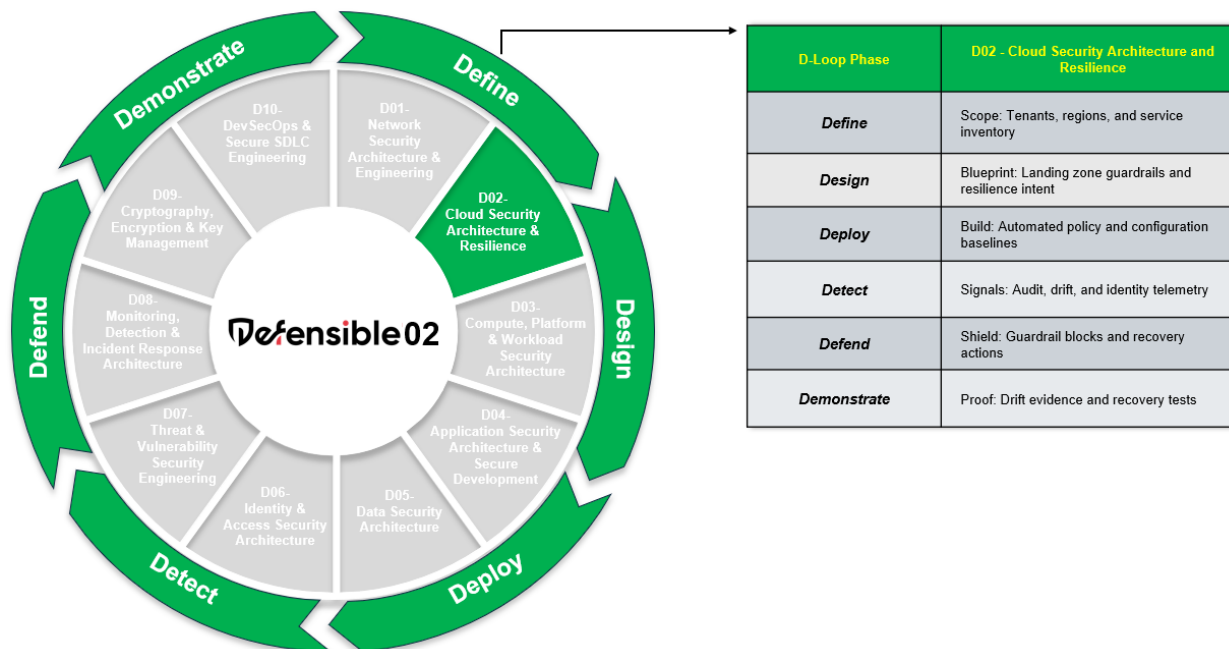 Demonstrate
Define
Design
Deploy
Detect
Defend
D10-
DevSecOps &
Secure SDLC
Engineering
D01-
Network
Security
Architecture &
Engineering
D02-
Cloud Security
Architecture &
Resilience
D03-
Compute, Platform
& Workload
Security
Architecture
D04-
Application Security
Architecture &
Secure
Development
D05-
Data Security
Architecture
D06-
Identity &
Access Security
Architecture
D07-
Threat &
Vulnerability
Security
Engineering
D08-
Monitoring,
Detection &
Incident Response
Architecture
D09-
Cryptography,
Encryption & Key
Management
Defensible 02
D-Loop Phase
D02 - Cloud Security Architecture and
Resilience
Define
Scope: Tenants, regions, and service
inventory
Design
Blueprint: Landing zone guardrails and
resilience intent
Deploy
Build: Automated policy and configuration
baselines
Detect
Signals: Audit, drift, and identity telemetry
Defend
Shield: Guardrail blocks and recovery
actions
Demonstrate
Proof: Drift evidence and recovery tests